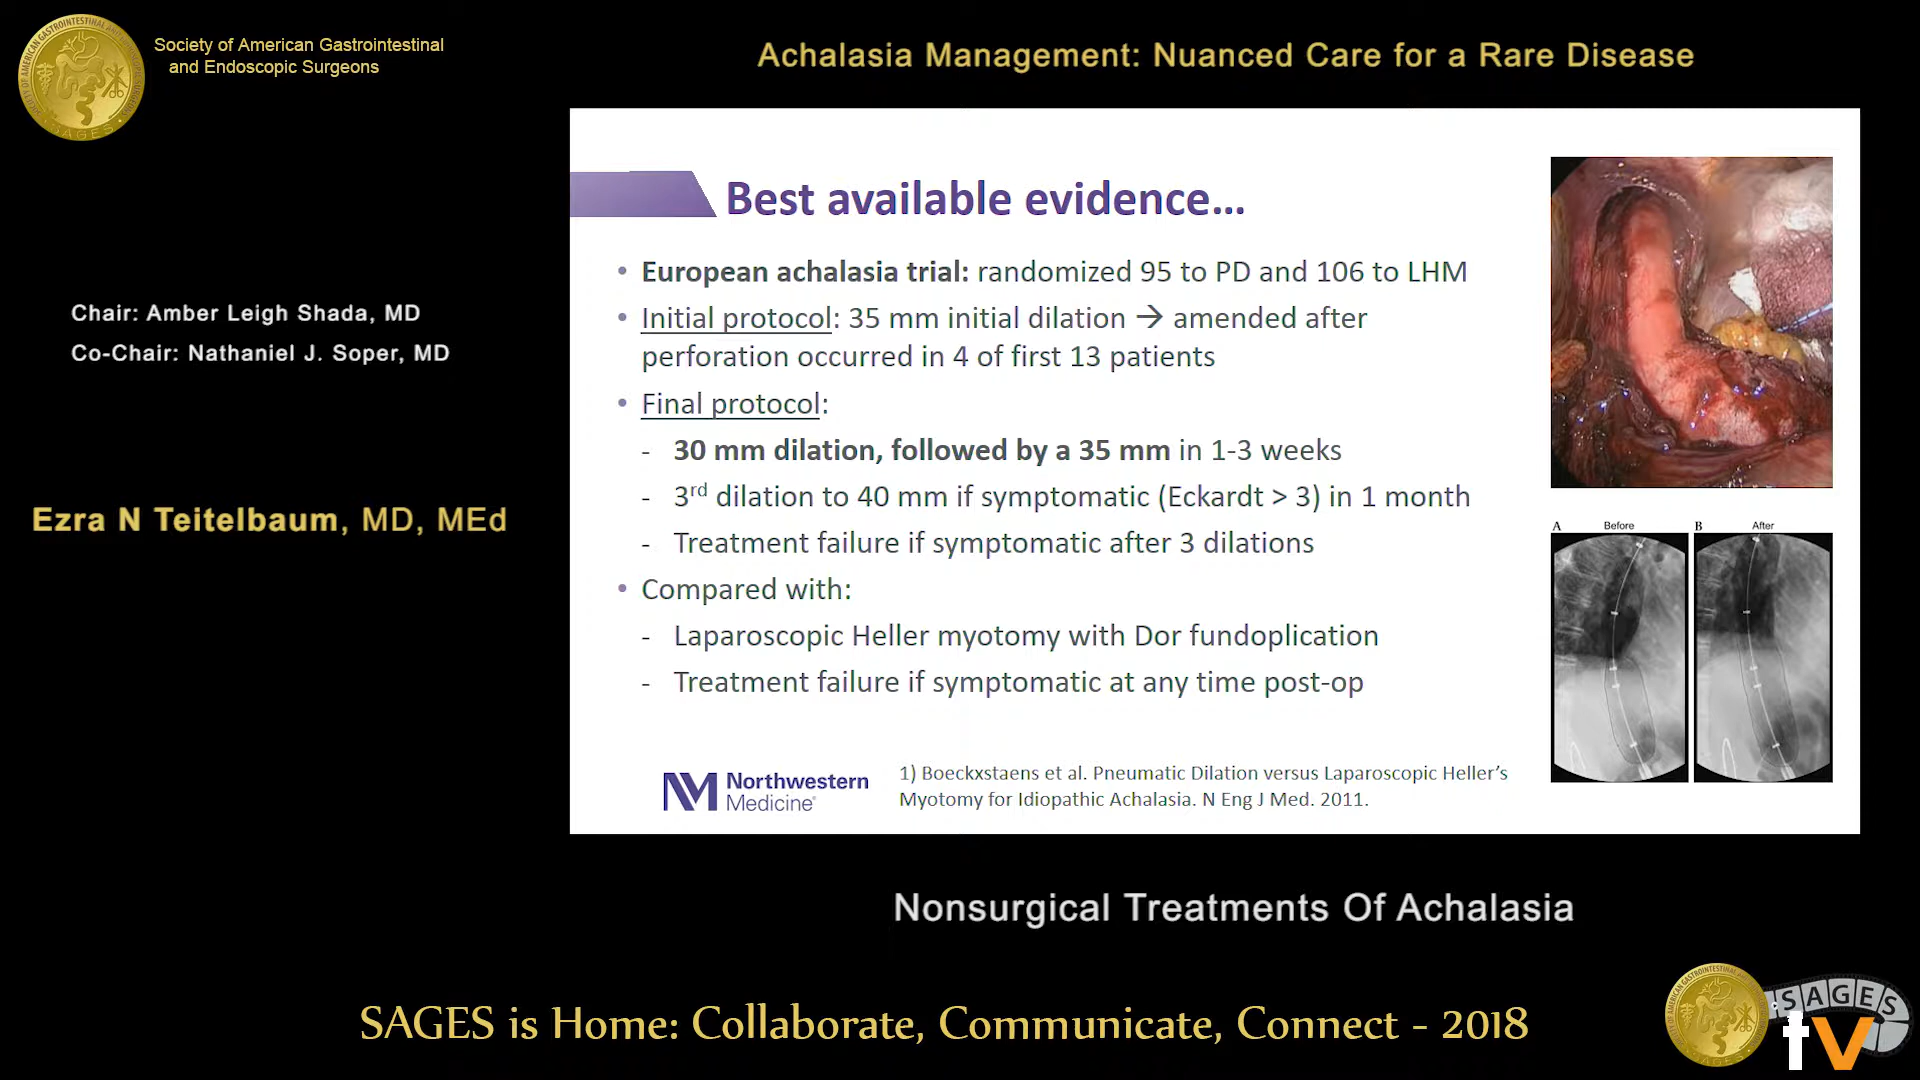 Society of American Gastrointestinal
and Endoscopic Surgeons
Achalasia Management: Nuanced Care for a Rare Disease
Chair: Amber Leigh Shada, MD
Co-Chair: Nathaniel J. Soper, MD
Ezra N Teitelbaum, MD, MEd
Best available evidence...
• European achalasia trial: randomized 95 to PD and 106 to LHM
• Initial protocol: 35 mm initial dilation → amended after
perforation occurred in 4 of first 13 patients
• Final protocol:
- 30 mm dilation, followed by a 35 mm in 1-3 weeks
- 3rd dilation to 40 mm if symptomatic (Eckardt > 3) in 1 month
- Treatment failure if symptomatic after 3 dilations
• Compared with:
- Laparoscopic Heller myotomy with Dor fundoplication
- Treatment failure if symptomatic at any time post-op
A Before B After
Northwestern
Medicine®
1) Boeckxstaens et al. Pneumatic Dilation versus Laparoscopic Heller's
Myotomy for Idiopathic Achalasia. N Eng J Med. 2011.
Nonsurgical Treatments Of Achalasia
SAGES is Home: Collaborate, Communicate, Connect - 2018
SAGES
tv